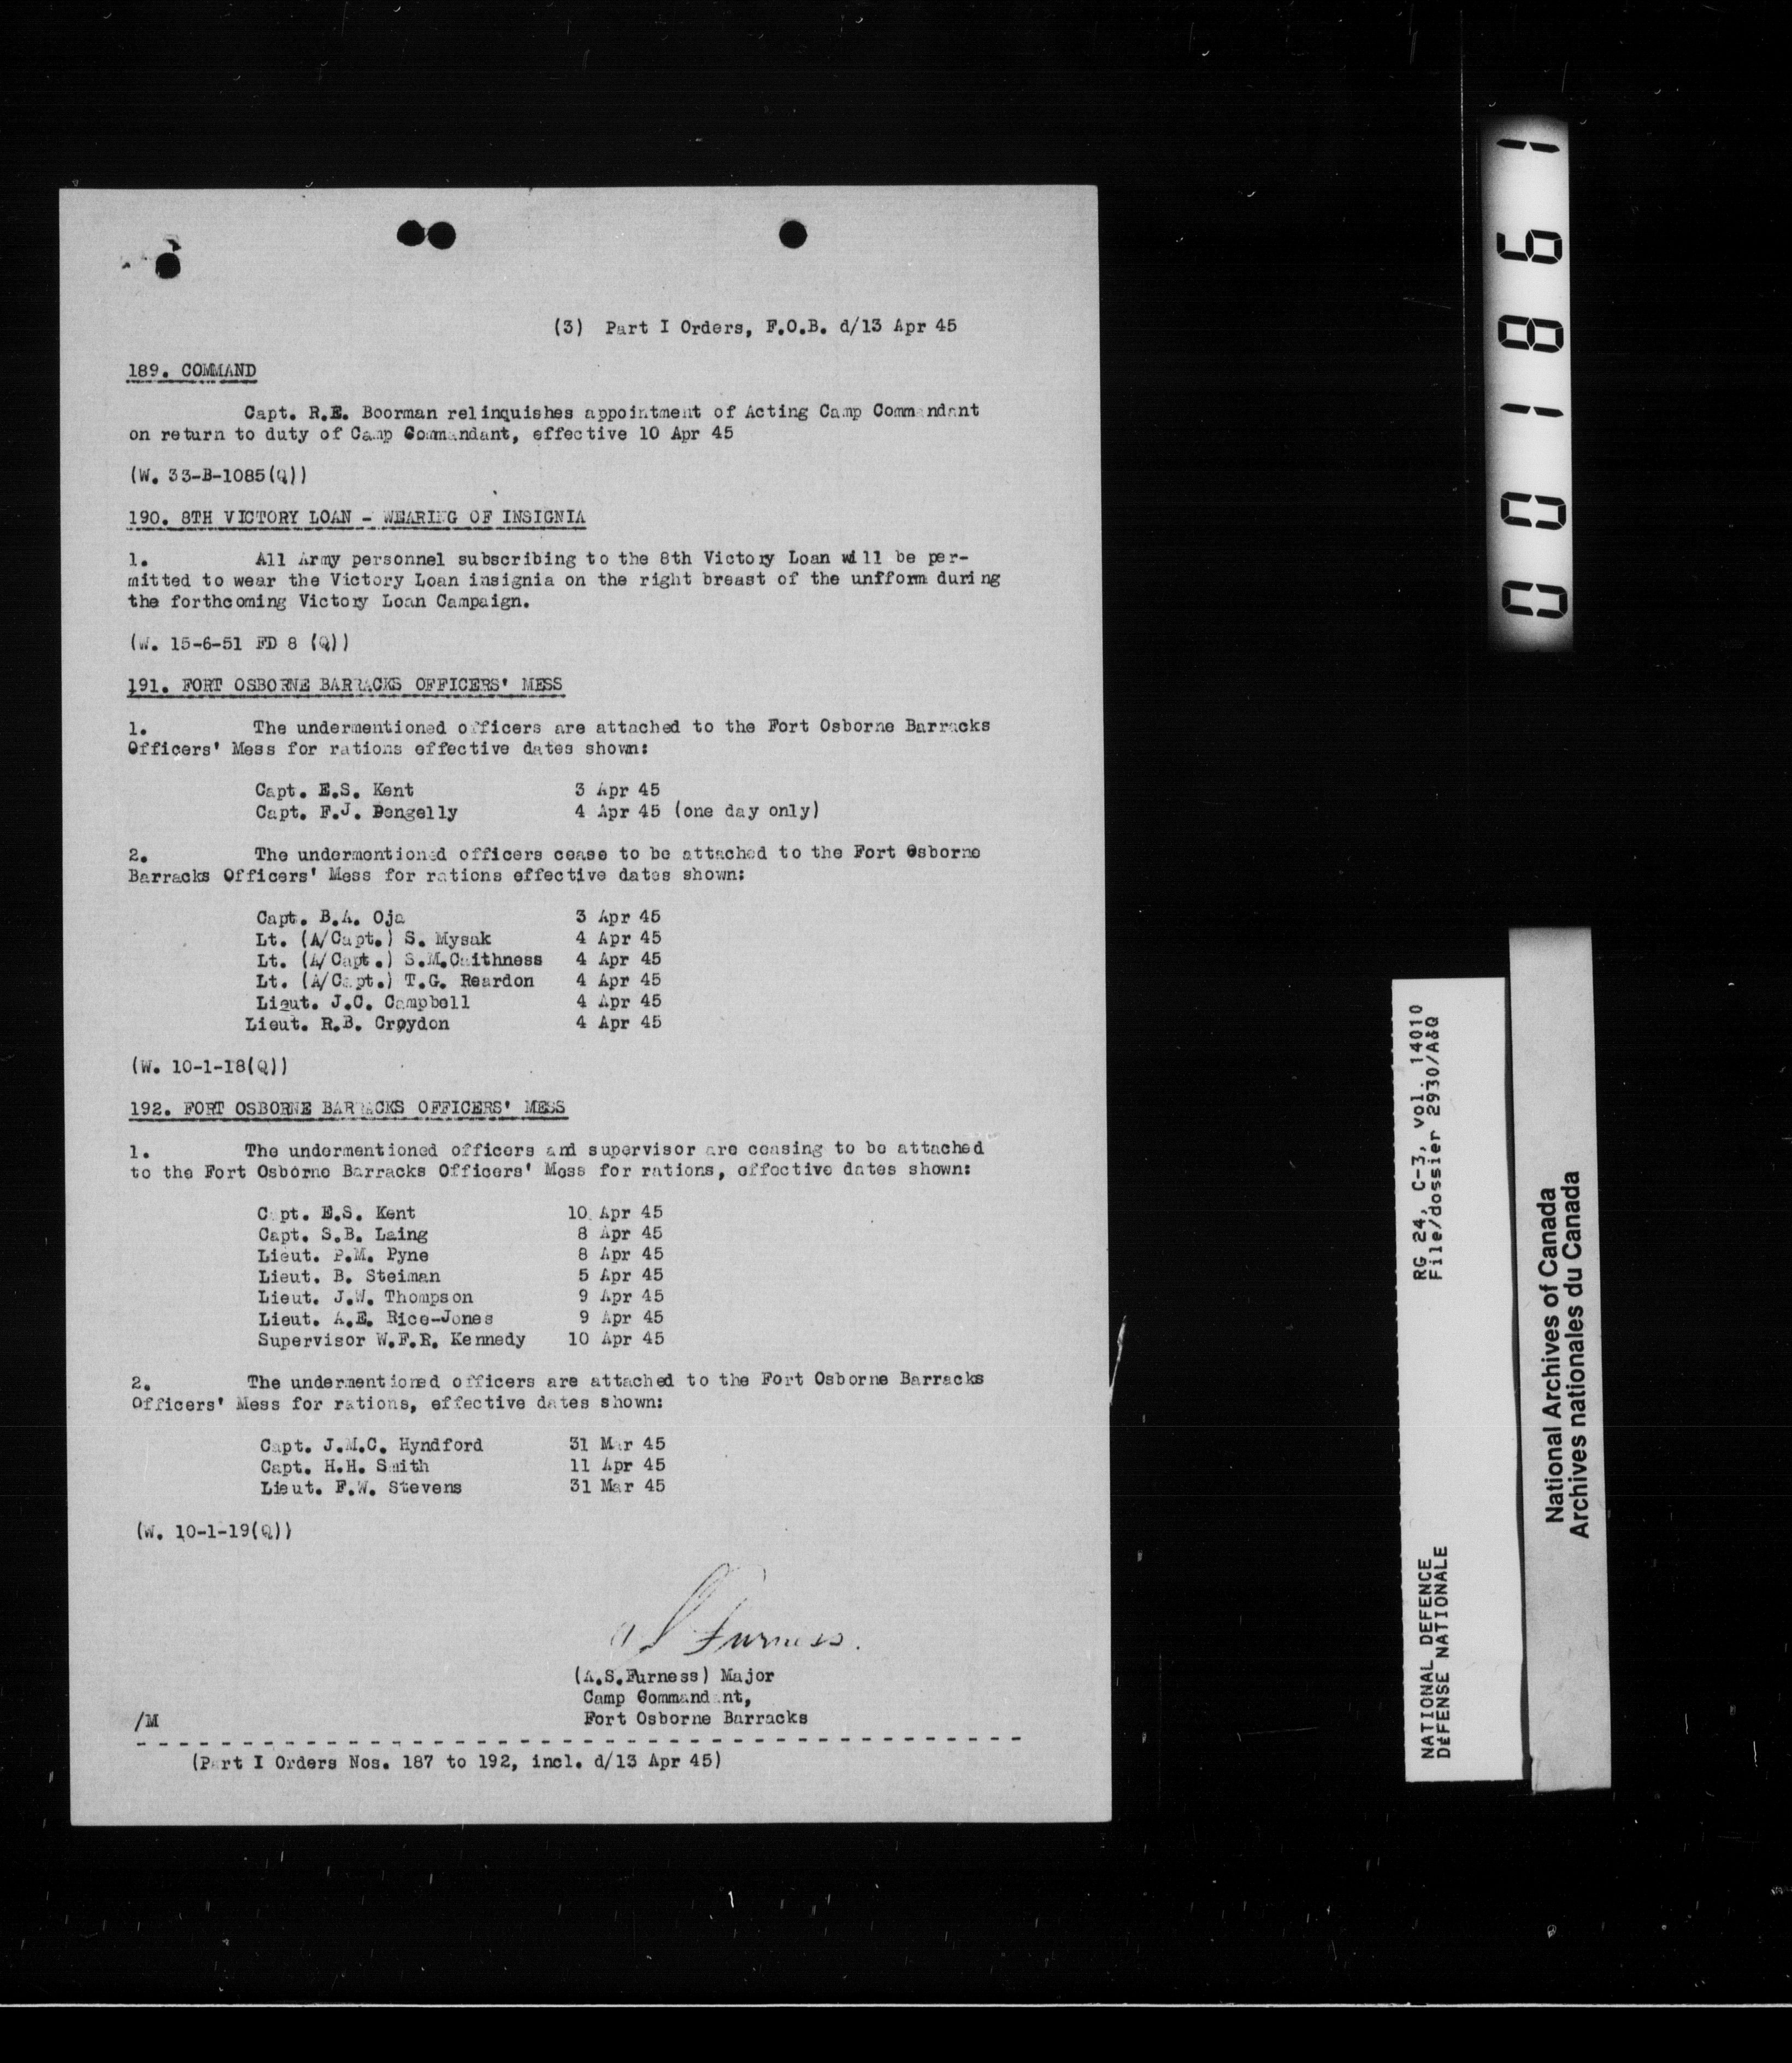 (3) Part I Orders, F.O.B. d/13 Apr 45
189. COMMAND
Capt. R.E. Boorman relinquishes appointment of Acting Camp Commandant
on return to duty of Camp Commandant, effective 10 Apr 45
(W. 33-B-1085(Q))
190. 8TH VICTORY LOAN - WEARING OF INSIGNIA
1. All Army personnel subscribing to the 8th Victory Loan will be per-
mitted to wear the Victory Loan insignia on the right breast of the uniform during
the forthcoming Victory Loan Campaign.
(W. 15-6-51 FD 8 (Q))
191. FORT OSBORNE BARRACKS OFFICERS' MESS
1. The undermentioned officers are attached to the Fort Osborne Barracks
Officers' Mess for rations effective dates shown:
Capt. E.S. Kent 3 Apr 45
Capt. F.J. Pengelly 4 Apr 45 (one day only)
2. The undermentioned officers cease to be attached to the Fort Osborne
Barracks Officers' Mess for rations effective dates shown:
Capt. B.A. Oja 3 Apr 45
Lt. (A/Capt.) S. Mysak 4 Apr 45
Lt. (A/Capt.) S.M.Caithness 4 Apr 45
Lt. (A/Capt.) T.G. Reardon 4 Apr 45
Lieut. J.C. Campbell 4 Apr 45
Lieut. R.B. Croydon 4 Apr 45
(W. 10-1-18(Q))
192. FORT OSBORNE BARRACKS OFFICERS' MESS
1. The undermentioned officers and supervisor are ceasing to be attached
to the Fort Osborne Barracks Officers' Mess for rations, effective dates shown:
Capt. E.S. Kent 10 Apr 45
Capt. S.B. Laing 8 Apr 45
Lieut. P.M. Pyne 8 Apr 45
Lieut. B. Steiman 5 Apr 45
Lieut. J.W. Thompson 9 Apr 45
Lieut. A.E. Rice-Jones 9 Apr 45
Supervisor W.F.R. Kennedy 10 Apr 45
2. The undermentioned officers are attached to the Fort Osborne Barracks
Officers' Mess for rations, effective dates shown:
Capt. J.M.C. Hyndford 31 Mar 45
Capt. H.H. Smith 11 Apr 45
Lieut. F.W. Stevens 31 Mar 45
(W. 10-1-19(Q))
A S Furness.
(A.S.Furness) Major
Camp Commandant,
Fort Osborne Barracks
/M
(Part I Orders Nos. 187 to 192, incl. d/13 Apr 45)
001861
RG 24, C-3, vol. 14010
File/dossier 2930/A&Q
NATIONAL DEFENCE
DÉFENSE NATIONALE
National Archives of Canada
Archives nationales du Canada